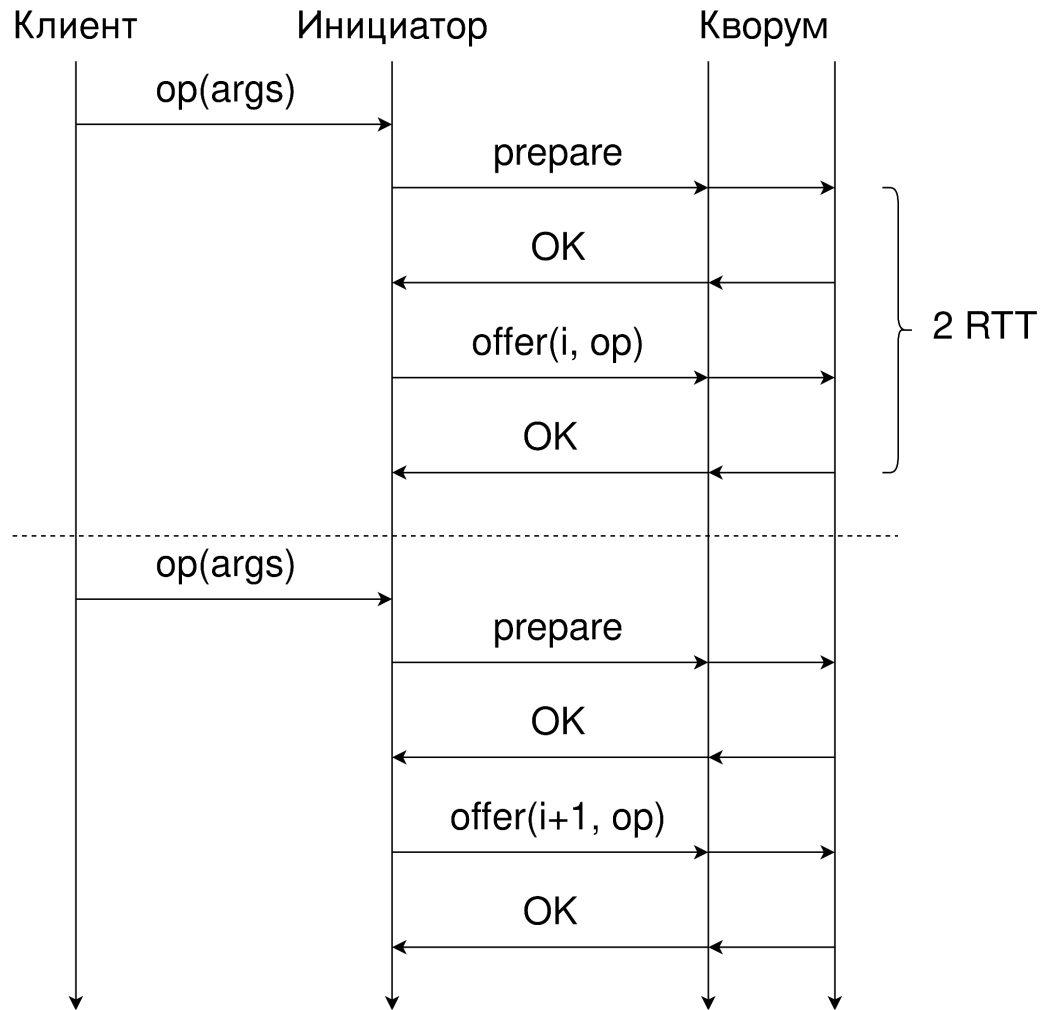 Клиент Инициатор Кворум
op(args)
prepare
OK
offer(i, op)
2 RTT
OK
op(args)
prepare
OK
offer(i+1, op)
OK